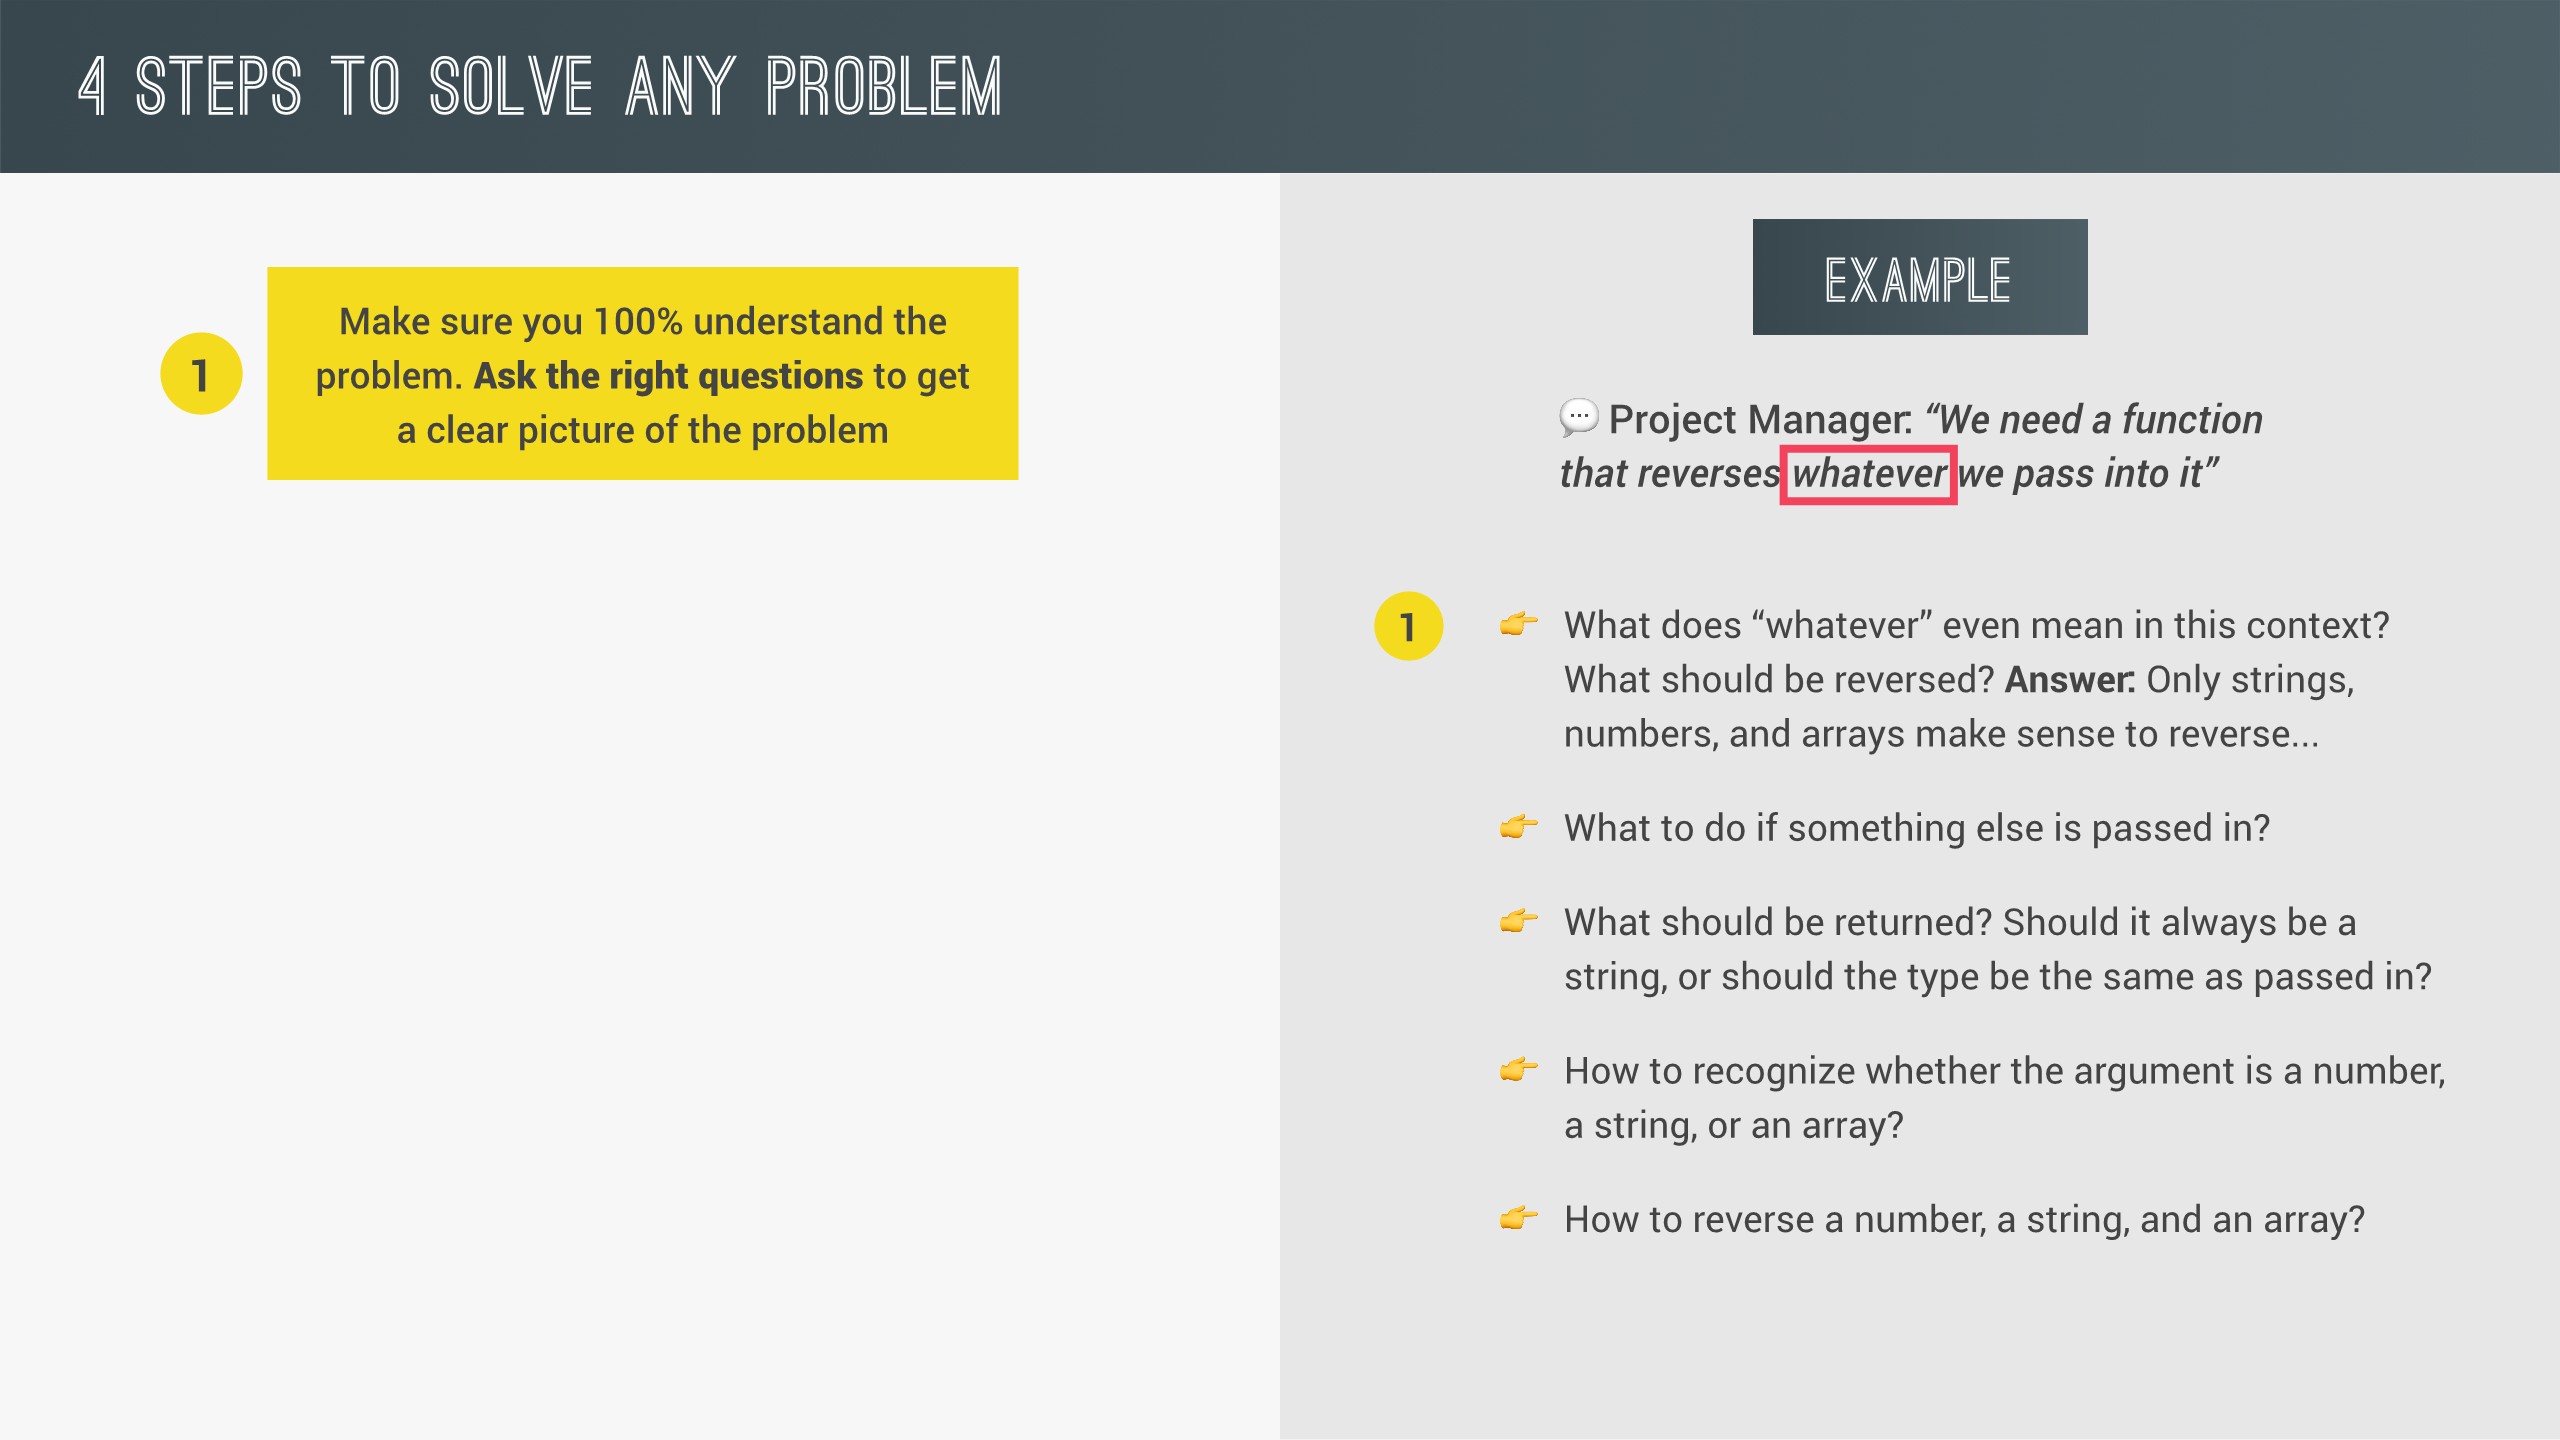 4 STEPS TO SOLVE ANY PROBLEM
1
Make sure you 100% understand the
problem. Ask the right questions to get
a clear picture of the problem
EXAMPLE
Project Manager: “We need a function
that reverses whatever we pass into it”
1
What does “whatever” even mean in this context?
What should be reversed? Answer: Only strings,
numbers, and arrays make sense to reverse...
What to do if something else is passed in?
What should be returned? Should it always be a
string, or should the type be the same as passed in?
How to recognize whether the argument is a number,
a string, or an array?
How to reverse a number, a string, and an array?